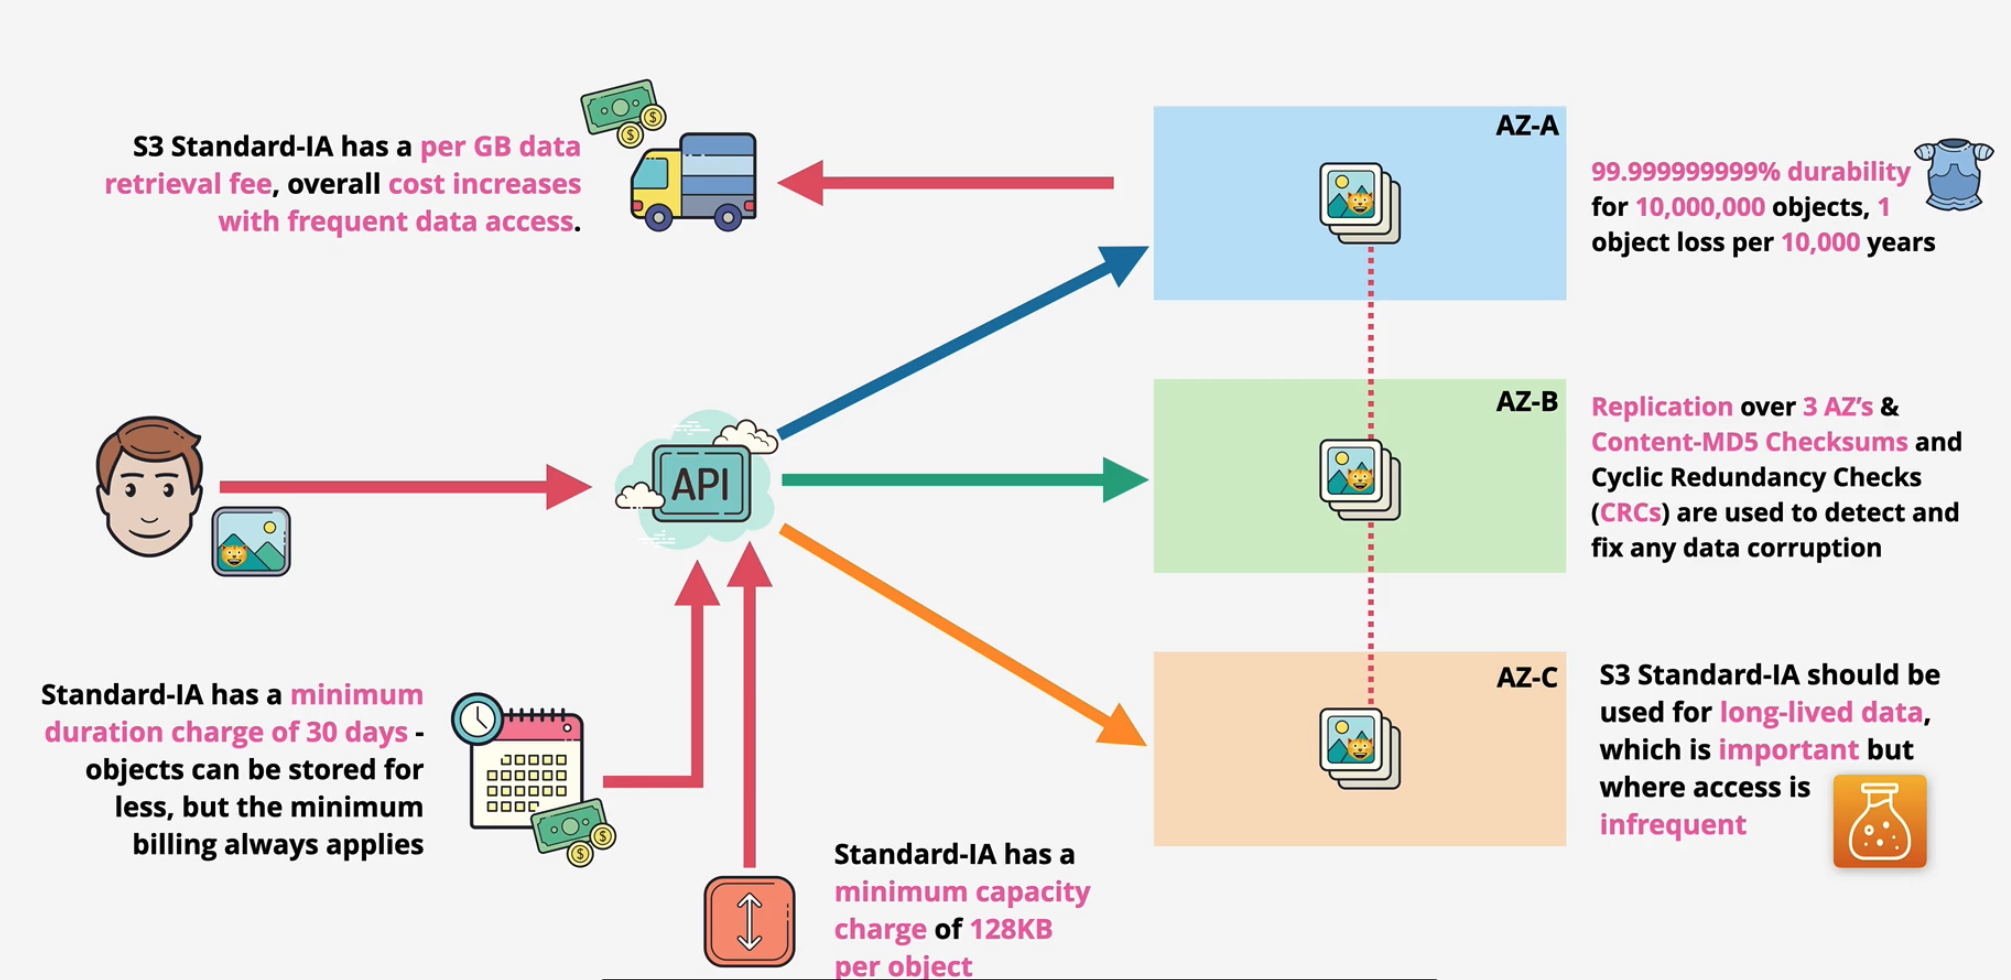 S3 Standard-IA has a per GB data
retrieval fee, overall cost increases
with frequent data access.
AZ-A
99.999999999% durability
for 10,000,000 objects, 1
object loss per 10,000 years
API
AZ-B
Replication over 3 AZ's &
Content-MD5 Checksums and
Cyclic Redundancy Checks
(CRCs) are used to detect and
fix any data corruption
Standard-IA has a minimum
duration charge of 30 days -
objects can be stored for
less, but the minimum
billing always applies
Standard-IA has a
minimum capacity
charge of 128KB
per object
AZ-C
S3 Standard-IA should be
used for long-lived data,
which is important but
where access is
infrequent